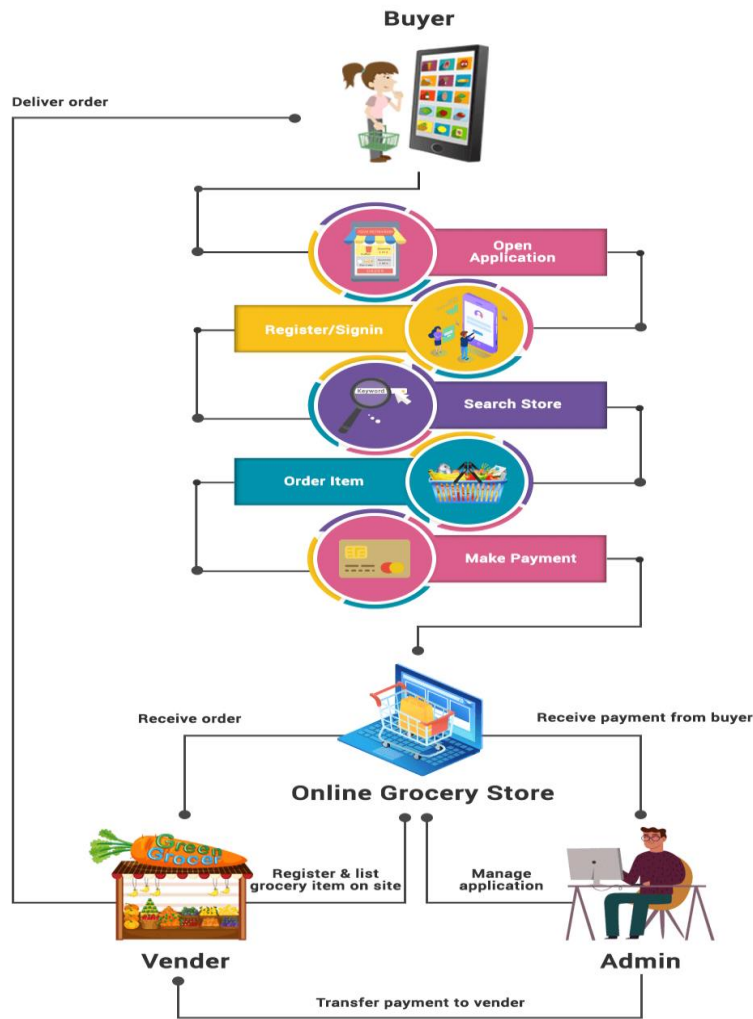 Buyer
Deliver order
Open
Application
Register/Signin
Keyword
Search Store
Order Item
Make Payment
Receive order
Receive payment from buyer
Online Grocery Store
Green
Grocer
Register & list
grocery item on site
Manage
application
Vender
Admin
Transfer payment to vender